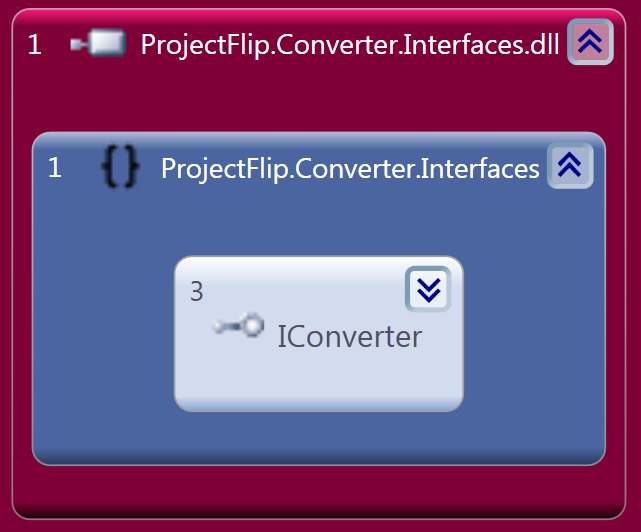 1 ProjectFlip.Converter.Interfaces.dll
1 {} ProjectFlip.Converter.Interfaces
3
IConverter